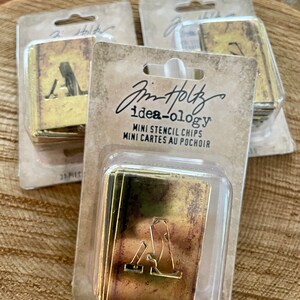 Tim Holtz
idea-ology
MINI STENCIL CHIPS
MINI CARTES AU POCHOIR
A